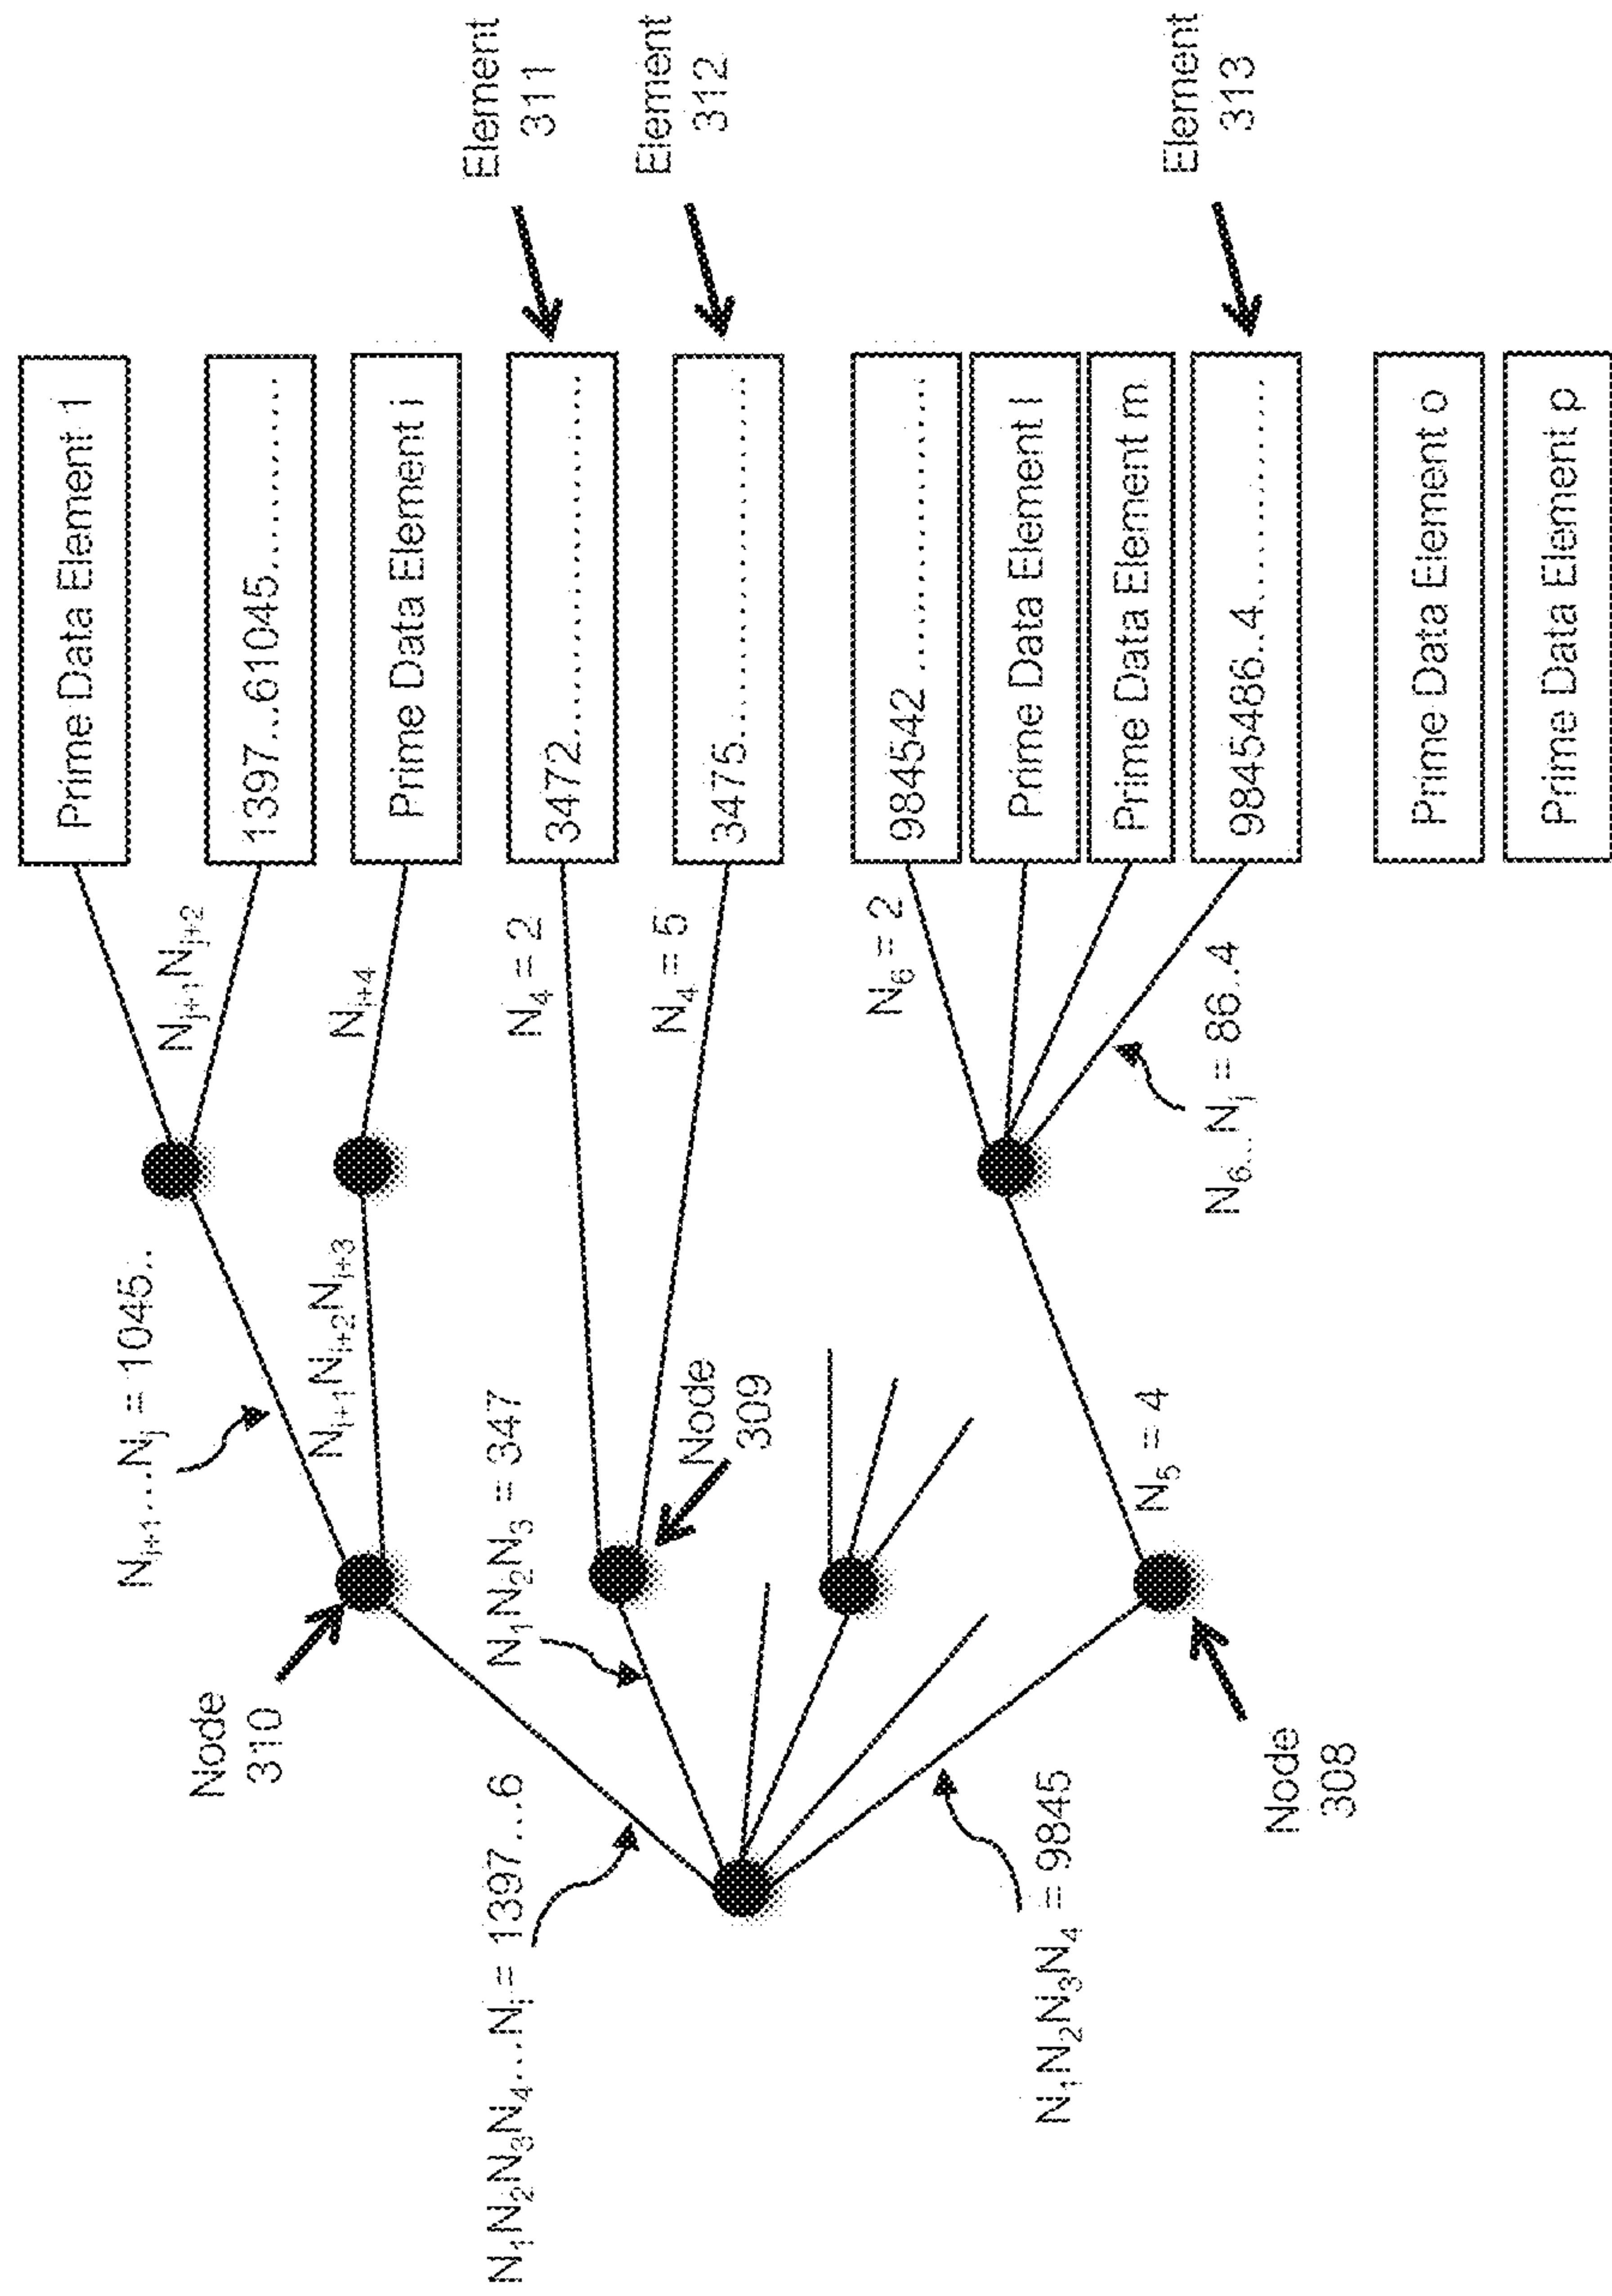 Prime Data Element 1
1397...61045............
Prime Data Element i
3472........................
3475........................
984542 ..................
Prime Data Element l
Prime Data Element m
9845486..4...............
Prime Data Element o
Prime Data Element p
Element
311
Element
312
Element
313
Nⱼ₊₁Nⱼ₊₂
Nᵢ₊₄
N₄ = 2
N₄ = 5
N₆ = 2
N₆...Nⱼ = 86..4
Nᵢ₊₁...Nⱼ = 1045..
Nᵢ₊₁Nᵢ₊₂Nᵢ₊₃
N₁N₂N₃ = 347
Node
309
N₅ = 4
Node
310
Node
308
N₁N₂N₃N₄...Nᵢ = 1397...6
N₁N₂N₃N₄ = 9845